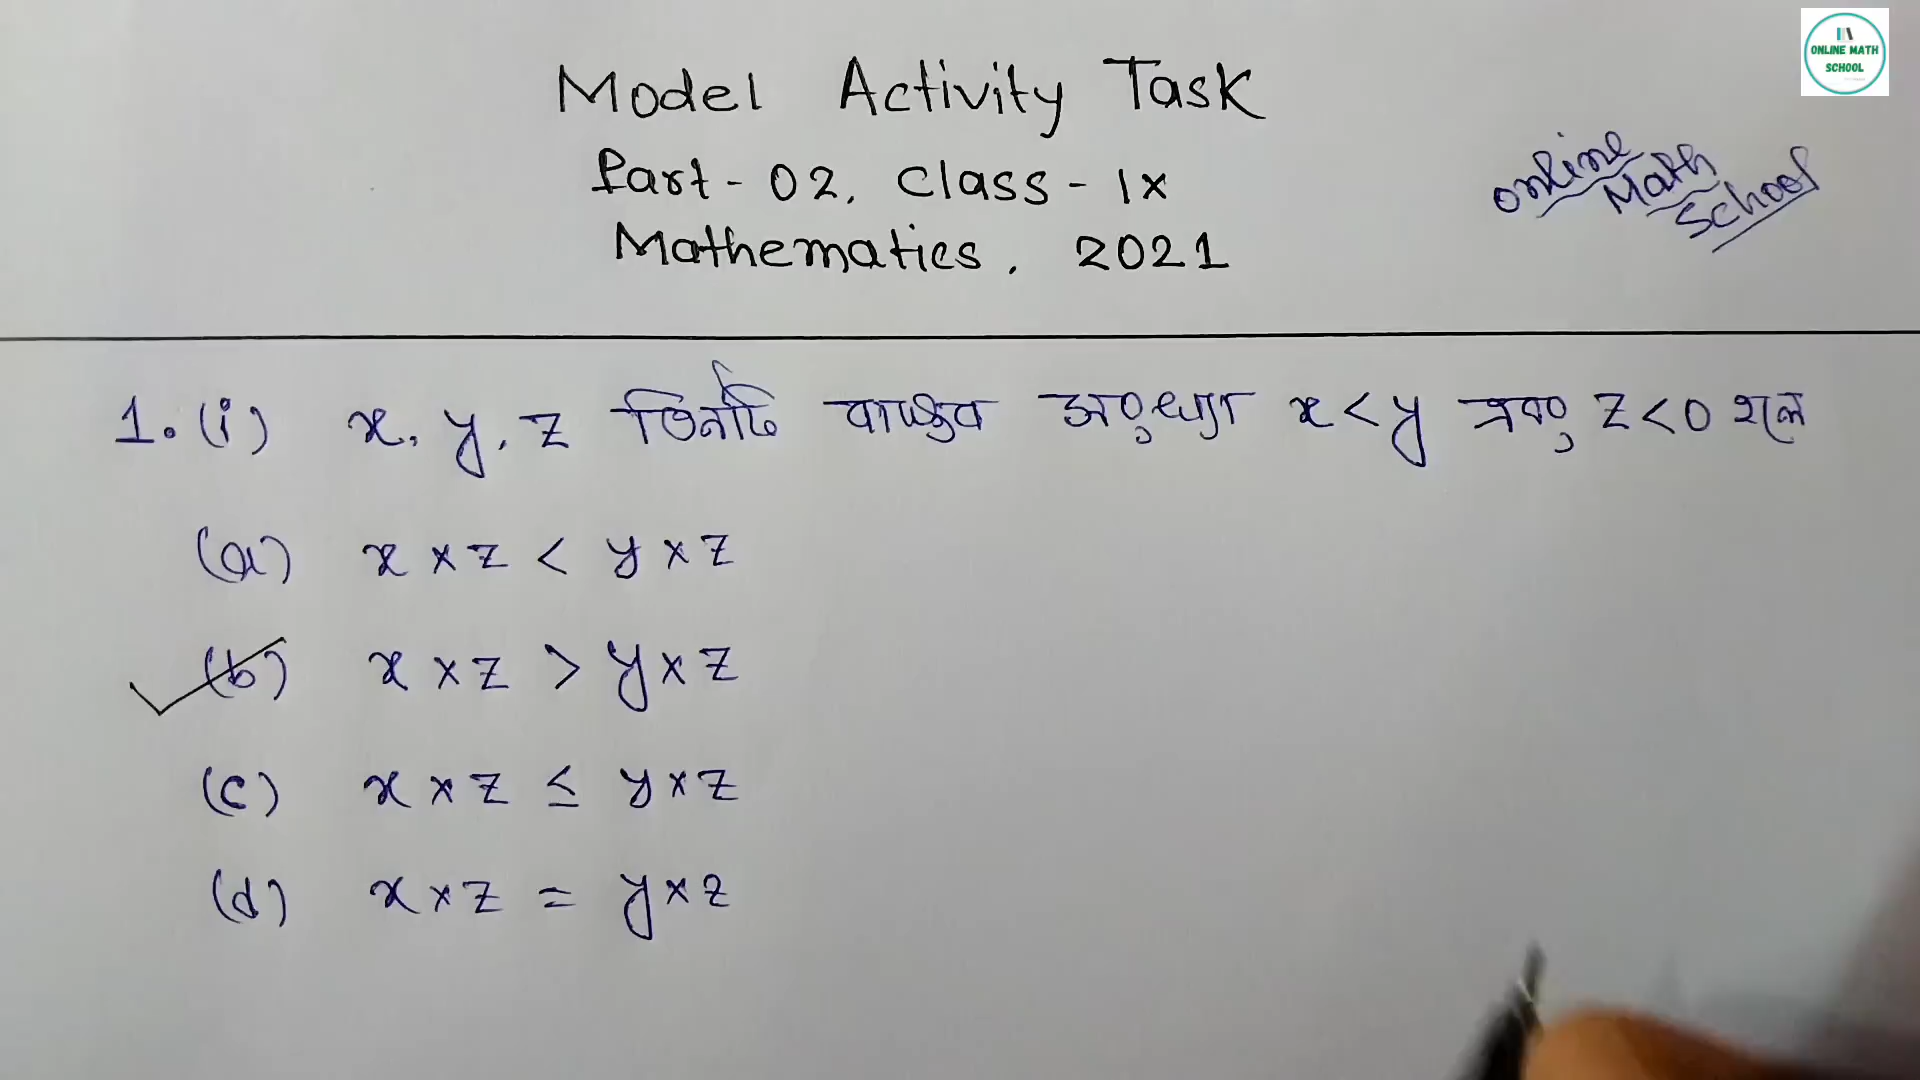 ONLINE MATH
SCHOOL
Model Activity Task
Part - 02, Class - IX
Mathematics, 2021
Online
Math
School
1. (i) x, y, z তিনটি বাস্তব সংখ্যা x < y এবং z < 0 হলে
(a) x × z < y × z
(b) x × z > y × z
(c) x × z ≤ y × z
(d) x × z = y × z